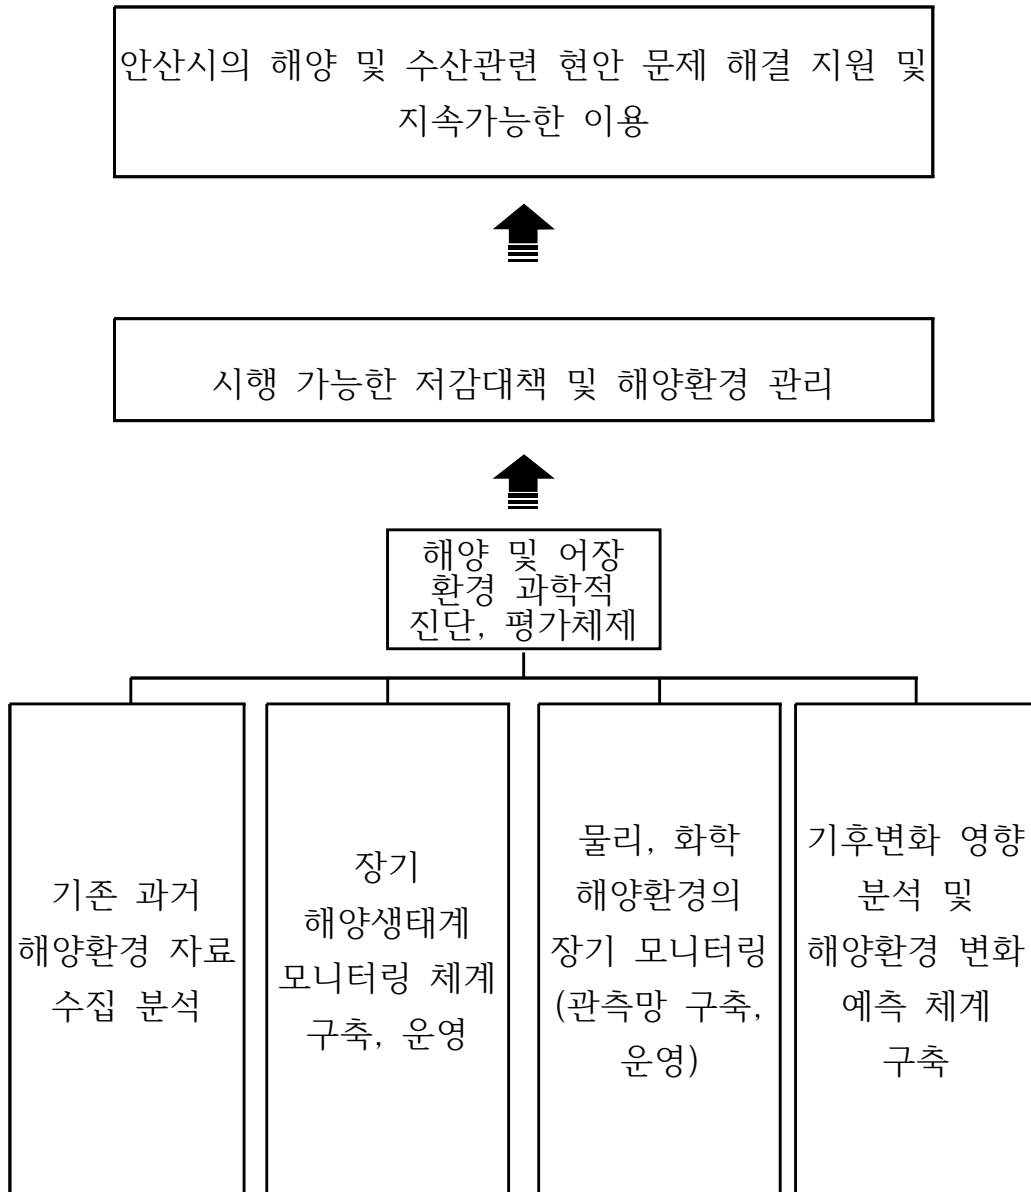 안산시의 해양 및 수산관련 현안 문제 해결 지원 및
지속가능한 이용
시행 가능한 저감대책 및 해양환경 관리
해양 및 어장
환경 과학적
진단, 평가체제
기존 과거
해양환경 자료
수집 분석
장기
해양생태계
모니터링 체계
구축, 운영
물리, 화학
해양환경의
장기 모니터링
(관측망 구축,
운영)
기후변화 영향
분석 및
해양환경 변화
예측 체계
구축